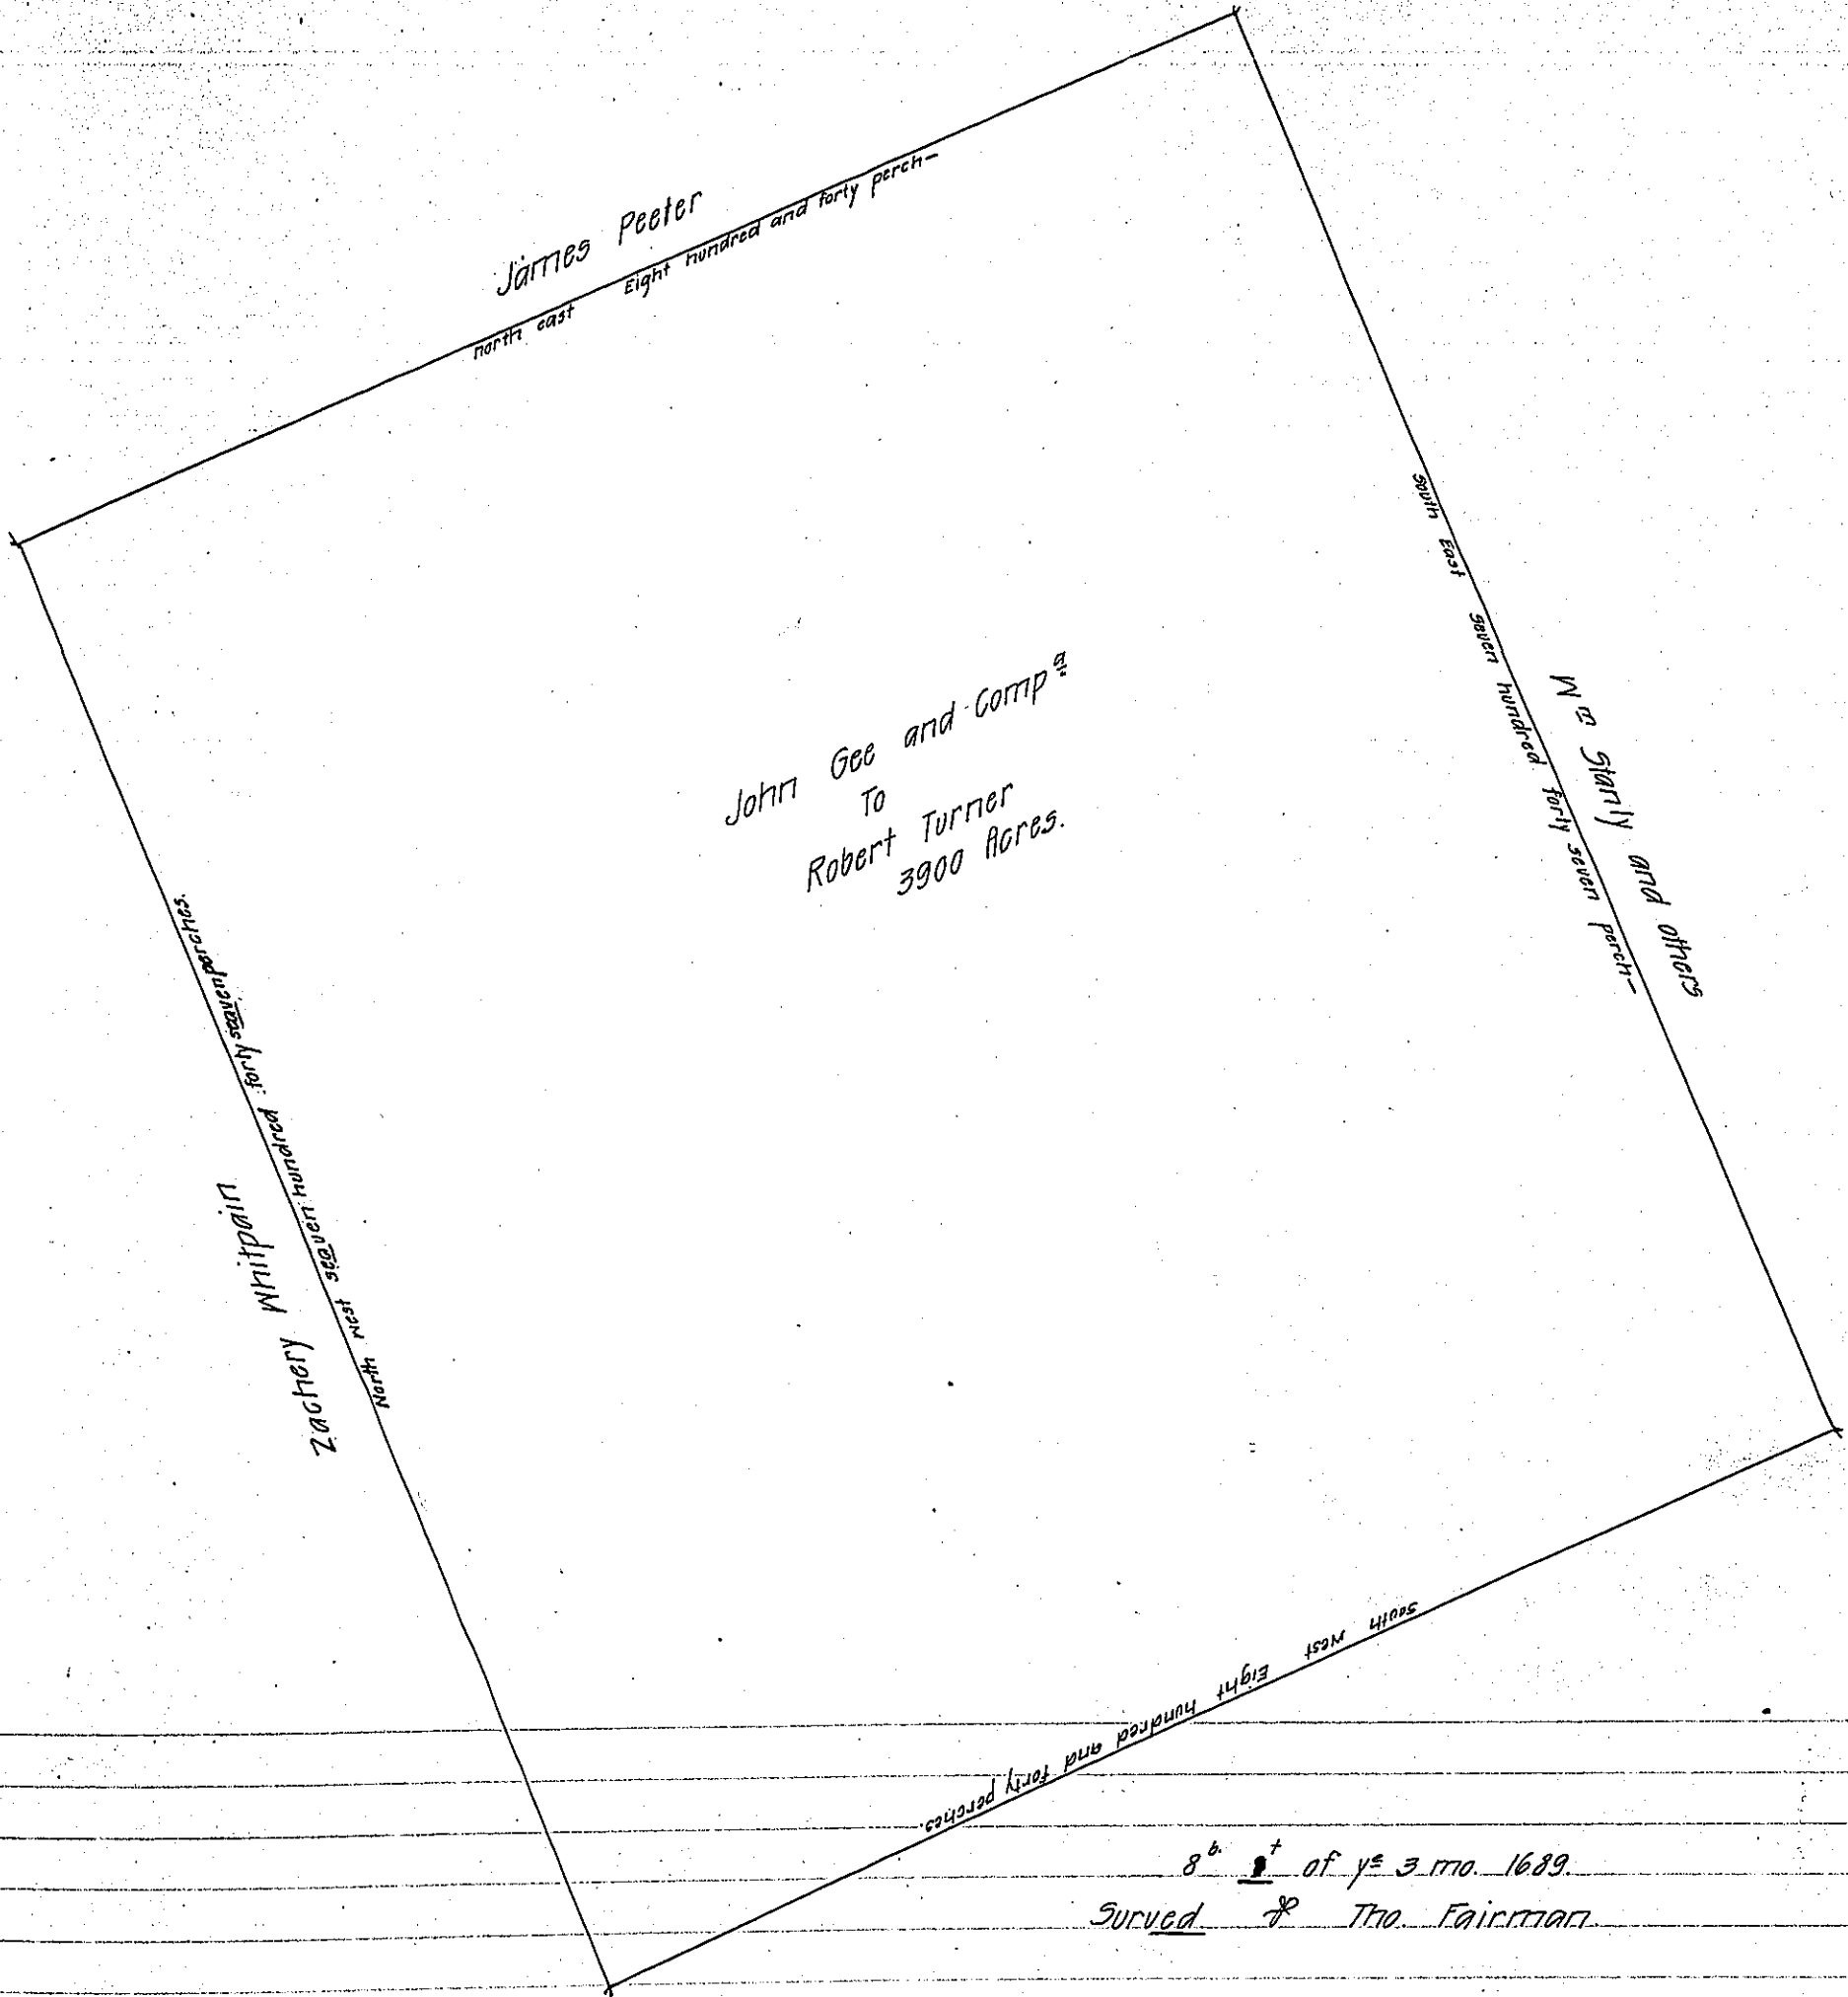 James Peeter
north east Eight hundred and forty perch-
South East Seven hundred forty seven perch-
Wm Stanly and others
John Gee and Compa
To
Robert Turner
3900 Acres.
North West seaven hundred forty seaven perches.
Zachery Whitpain
South West Eight hundred and forty perches.
8 of ye 3 mo. 1689.
Surved Tho. Fairman